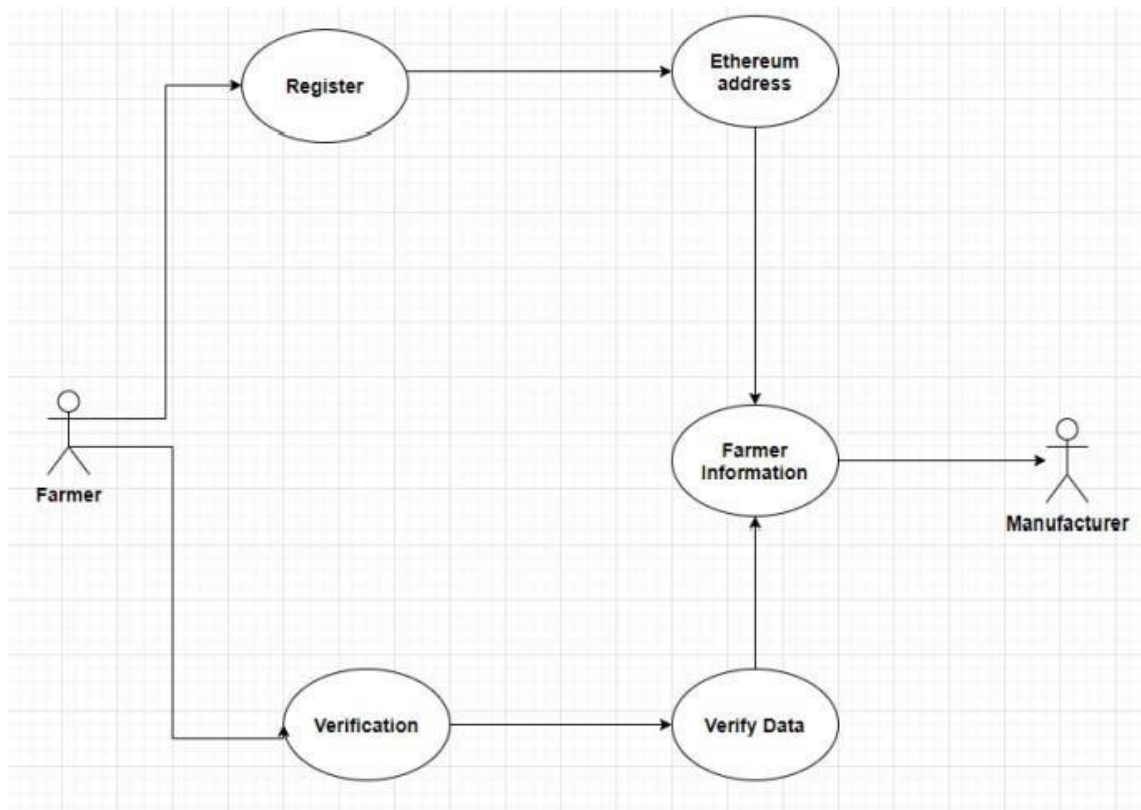 Register
Ethereum
address
Farmer
Farmer
Information
Manufacturer
Verification
Verify Data